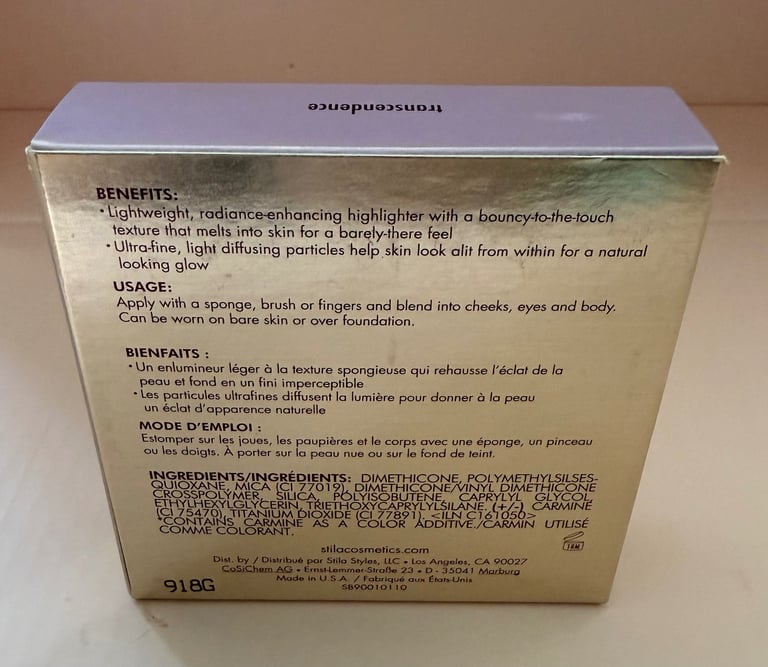 transcendence
BENEFITS:
• Lightweight, radiance-enhancing highlighter with a bouncy-to-the-touch
texture that melts into skin for a barely-there feel
• Ultra-fine, light diffusing particles help skin look alit from within for a natural
looking glow
USAGE:
Apply with a sponge, brush or fingers and blend into cheeks, eyes and body.
Can be worn on bare skin or over foundation.
BIENFAITS :
• Un enlumineur léger à la texture spongieuse qui rehausse l'éclat de la
peau et fond en un fini imperceptible
• Les particules ultrafines diffusent la lumière pour donner à la peau
un éclat d'apparence naturelle
MODE D'EMPLOI :
Estomper sur les joues, les paupières et le corps avec une éponge, un pinceau
ou les doigts. À porter sur la peau nue ou sur le fond de teint.
INGREDIENTS/INGRÉDIENTS: DIMETHICONE, POLYMETHYLSILSES-
QUIOXANE, MICA (CI 77019), DIMETHICONE/VINYL DIMETHICONE
CROSSPOLYMER, SILICA, POLYISOBUTENE, CAPRYLYL GLYCOL,
ETHYLHEXYLGLYCERIN, TRIETHOXYCAPRYLYLSILANE, (+/-) CARMINE
(CI 75470), TITANIUM DIOXIDE (CI 77891). <ILN C161050>
*CONTAINS CARMINE AS A COLOR ADDITIVE./CARMIN UTILISÉ
COMME COLORANT.
18M
stilacosmetics.com
Dist. by / Distribué par Stila Styles, LLC • Los Angeles, CA 90027
CoSiChem AG • Ernst-Lemmer-Straße 23 • D - 35041 Marburg
Made in U.S.A. / Fabriqué aux États-Unis
SB90010110
918G